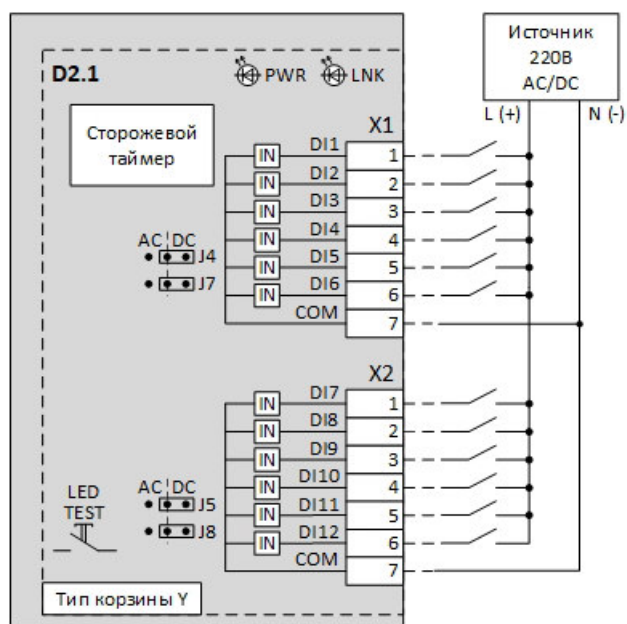 Источник
220В
AC/DC
D2.1
PWR
LNK
L (+)
N (-)
Сторожевой
таймер
X1
IN DI1 1
IN DI2 2
IN DI3 3
IN DI4 4
IN DI5 5
IN DI6 6
COM 7
AC DC
J4
J7
X2
IN DI7 1
IN DI8 2
IN DI9 3
IN DI10 4
IN DI11 5
IN DI12 6
COM 7
AC DC
J5
J8
LED
TEST
Тип корзины Y